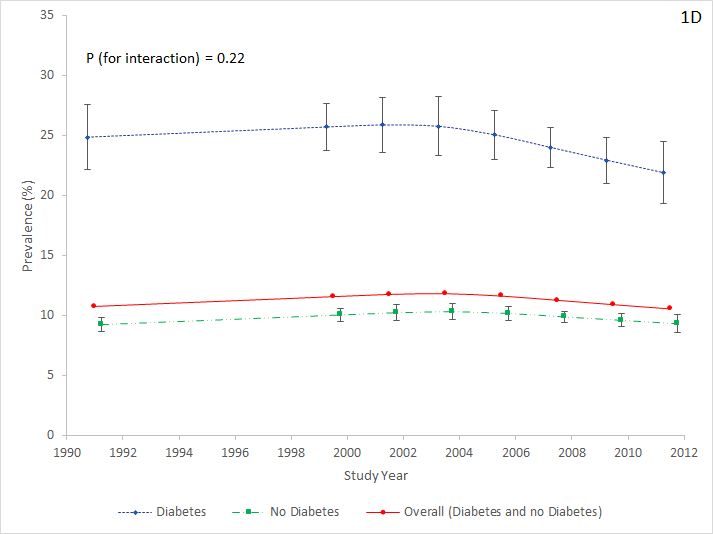 1D
P (for interaction) = 0.22
Prevalence (%)
35
30
25
20
15
10
5
0
1990 1992 1994 1996 1998 2000 2002 2004 2006 2008 2010 2012
Study Year
Diabetes No Diabetes Overall (Diabetes and no Diabetes)